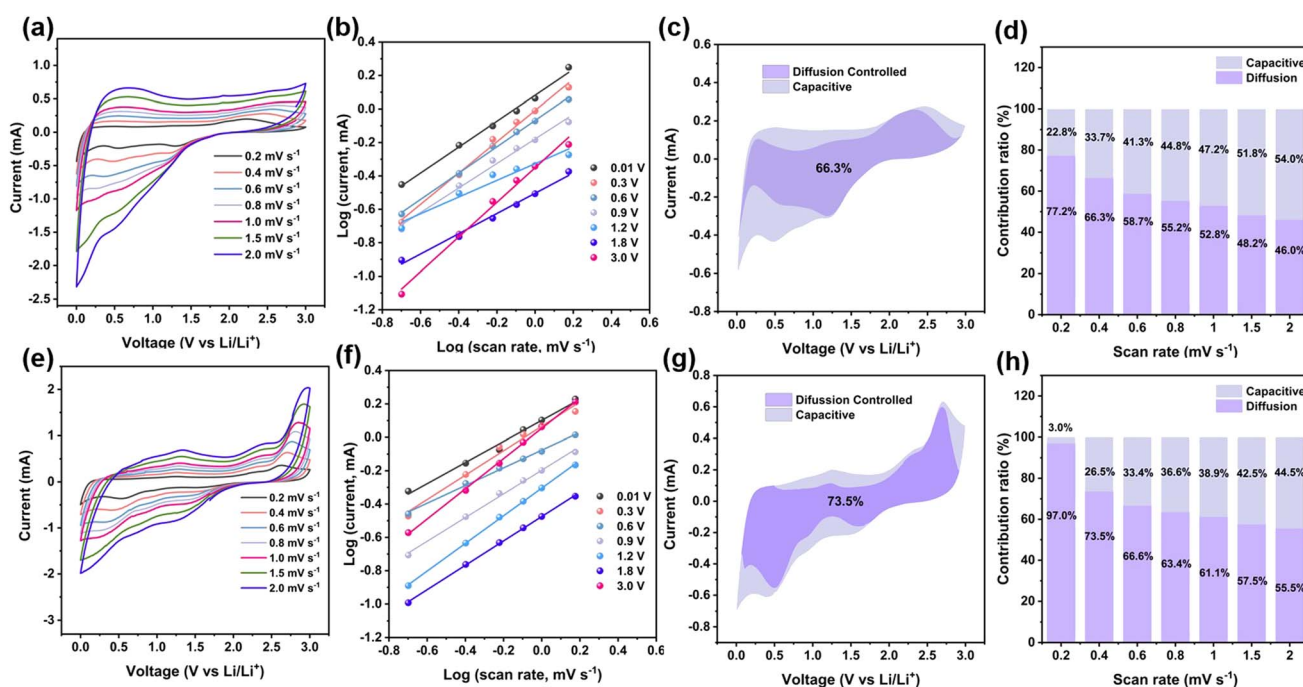 (a)
Current (mA)
1.0
0.5
0.0
-0.5
-1.0
-1.5
-2.0
-2.5
0.2 mV s⁻¹
0.4 mV s⁻¹
0.6 mV s⁻¹
0.8 mV s⁻¹
1.0 mV s⁻¹
1.5 mV s⁻¹
2.0 mV s⁻¹
0.0 0.5 1.0 1.5 2.0 2.5 3.0
Voltage (V vs Li/Li⁺)
(b)
Log (current, mA)
0.4
0.2
0.0
-0.2
-0.4
-0.6
-0.8
-1.0
-1.2
0.01 V
0.3 V
0.6 V
0.9 V
1.2 V
1.8 V
3.0 V
-0.8 -0.6 -0.4 -0.2 0.0 0.2 0.4 0.6
Log (scan rate, mV s⁻¹)
(c)
Current (mA)
0.6
0.4
0.2
0.0
-0.2
-0.4
-0.6
-0.8
Diffusion Controlled
Capacitive
66.3%
0.0 0.5 1.0 1.5 2.0 2.5 3.0
Voltage (V vs Li/Li⁺)
(d)
Contribution ratio (%)
120
100
80
60
40
20
0
Capacitive
Diffusion
22.8% 33.7% 41.3% 44.8% 47.2% 51.8% 54.0%
77.2% 66.3% 58.7% 55.2% 52.8% 48.2% 46.0%
0.2 0.4 0.6 0.8 1 1.5 2
Scan rate (mV s⁻¹)
(e)
Current (mA)
2
1
0
-1
-2
-3
0.2 mV s⁻¹
0.4 mV s⁻¹
0.6 mV s⁻¹
0.8 mV s⁻¹
1.0 mV s⁻¹
1.5 mV s⁻¹
2.0 mV s⁻¹
0.0 0.5 1.0 1.5 2.0 2.5 3.0
Voltage (V vs Li/Li⁺)
(f)
Log (current, mA)
0.4
0.2
0.0
-0.2
-0.4
-0.6
-0.8
-1.0
-1.2
0.01 V
0.3 V
0.6 V
0.9 V
1.2 V
1.8 V
3.0 V
-0.8 -0.6 -0.4 -0.2 0.0 0.2 0.4 0.6
Log (scan rate, mV s⁻¹)
(g)
Current (mA)
0.8
0.6
0.4
0.2
0.0
-0.2
-0.4
-0.6
-0.8
Difussion Controlled
Capacitive
73.5%
0.0 0.5 1.0 1.5 2.0 2.5 3.0
Voltage (V vs Li/Li⁺)
(h)
Contribution ratio (%)
120
100
80
60
40
20
0
Capacitive
Diffusion
3.0% 26.5% 33.4% 36.6% 38.9% 42.5% 44.5%
97.0% 73.5% 66.6% 63.4% 61.1% 57.5% 55.5%
0.2 0.4 0.6 0.8 1 1.5 2
Scan rate (mV s⁻¹)